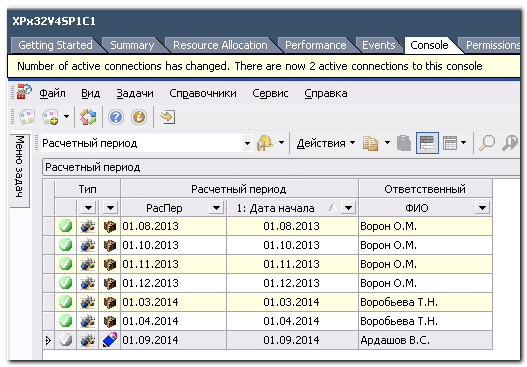 XPx32V4SP1C1
Getting Started Summary Resource Allocation Performance Events Console Permissions
Number of active connections has changed. There are now 2 active connections to this console
Файл Вид Задачи Справочники Сервис Справка
Расчетный период Действия
Меню задач
Расчетный период
Тип Расчетный период Ответственный
РасПер 1: Дата начала ФИО
01.08.2013 01.08.2013 Ворон О.М.
01.10.2013 01.10.2013 Ворон О.М.
01.11.2013 01.11.2013 Ворон О.М.
01.12.2013 01.12.2013 Ворон О.М.
01.03.2014 01.03.2014 Воробьева Т.Н.
01.04.2014 01.04.2014 Воробьева Т.Н.
01.09.2014 01.09.2014 Ардашов В.С.